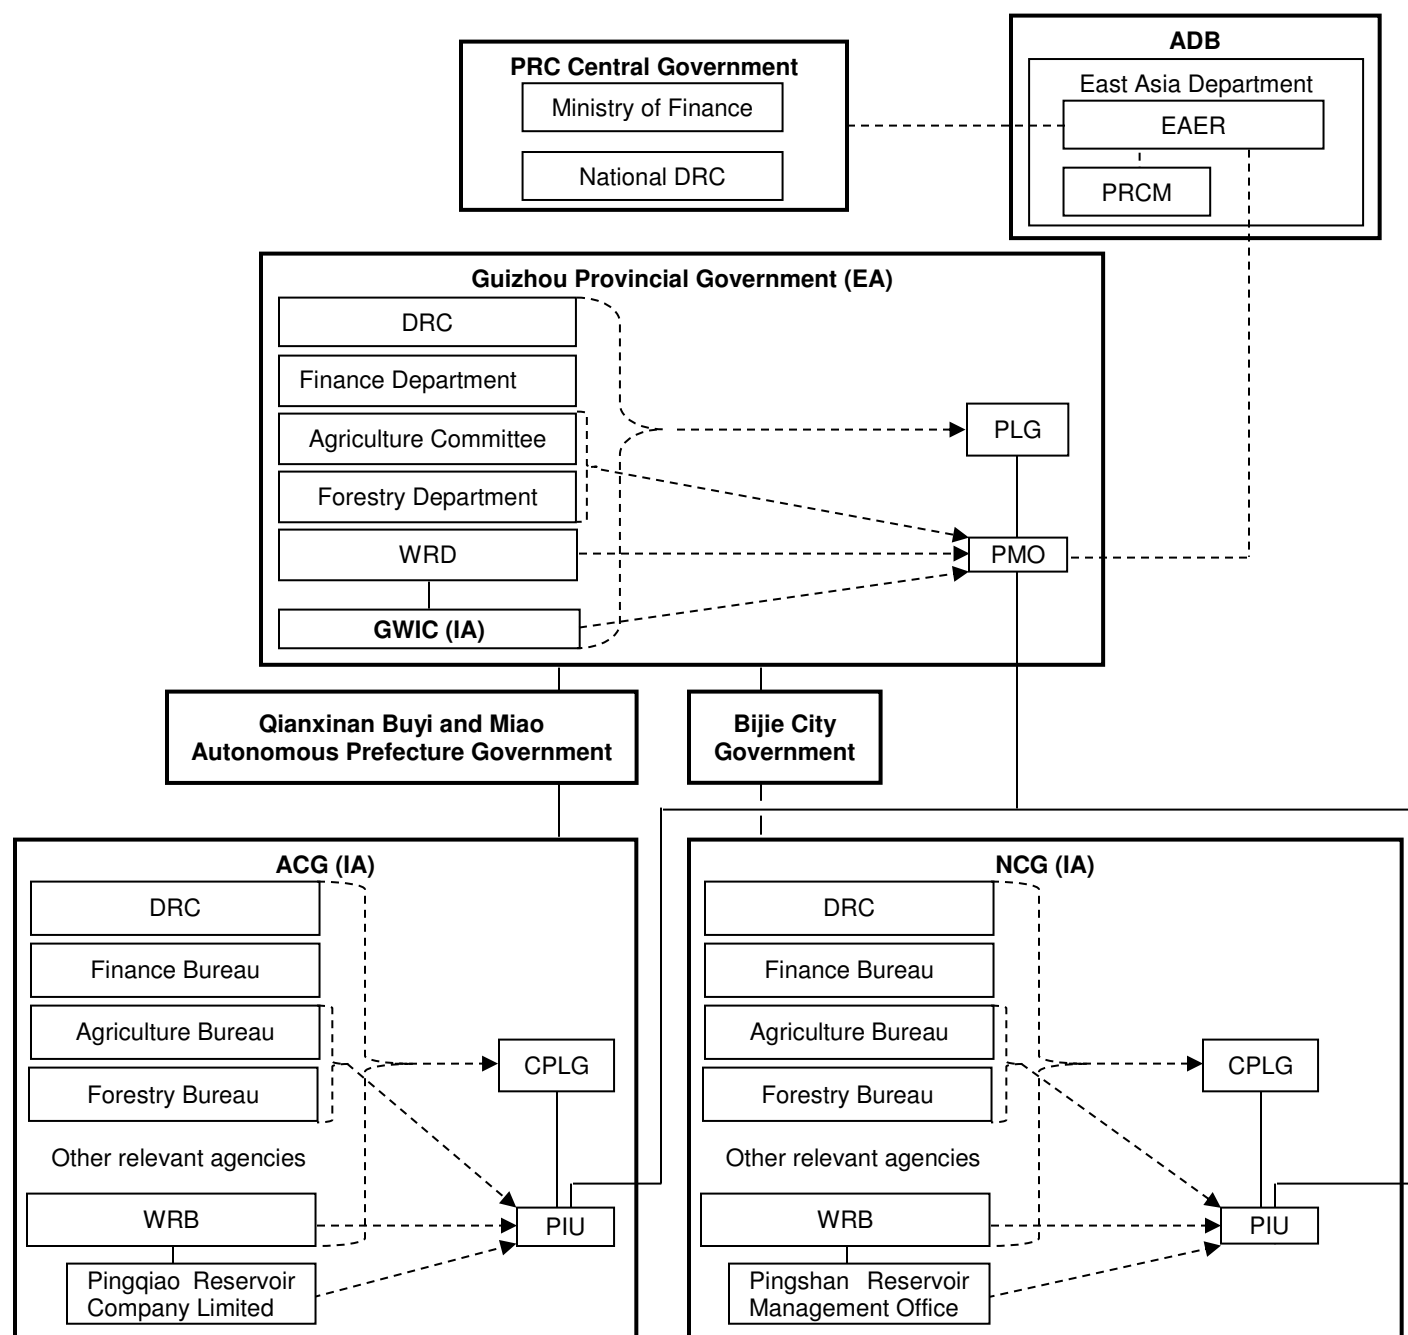 ADB
PRC Central Government
East Asia Department
Ministry of Finance
EAER
National DRC
PRCM
Guizhou Provincial Government (EA)
DRC
Finance Department
Agriculture Committee
PLG
Forestry Department
WRD
PMO
GWIC (IA)
Qianxinan Buyi and Miao
Autonomous Prefecture Government
Bijie City
Government
ACG (IA)
DRC
Finance Bureau
Agriculture Bureau
CPLG
Forestry Bureau
Other relevant agencies
WRB
PIU
Pingqiao Reservoir
Company Limited
NCG (IA)
DRC
Finance Bureau
Agriculture Bureau
CPLG
Forestry Bureau
Other relevant agencies
WRB
PIU
Pingshan Reservoir
Management Office